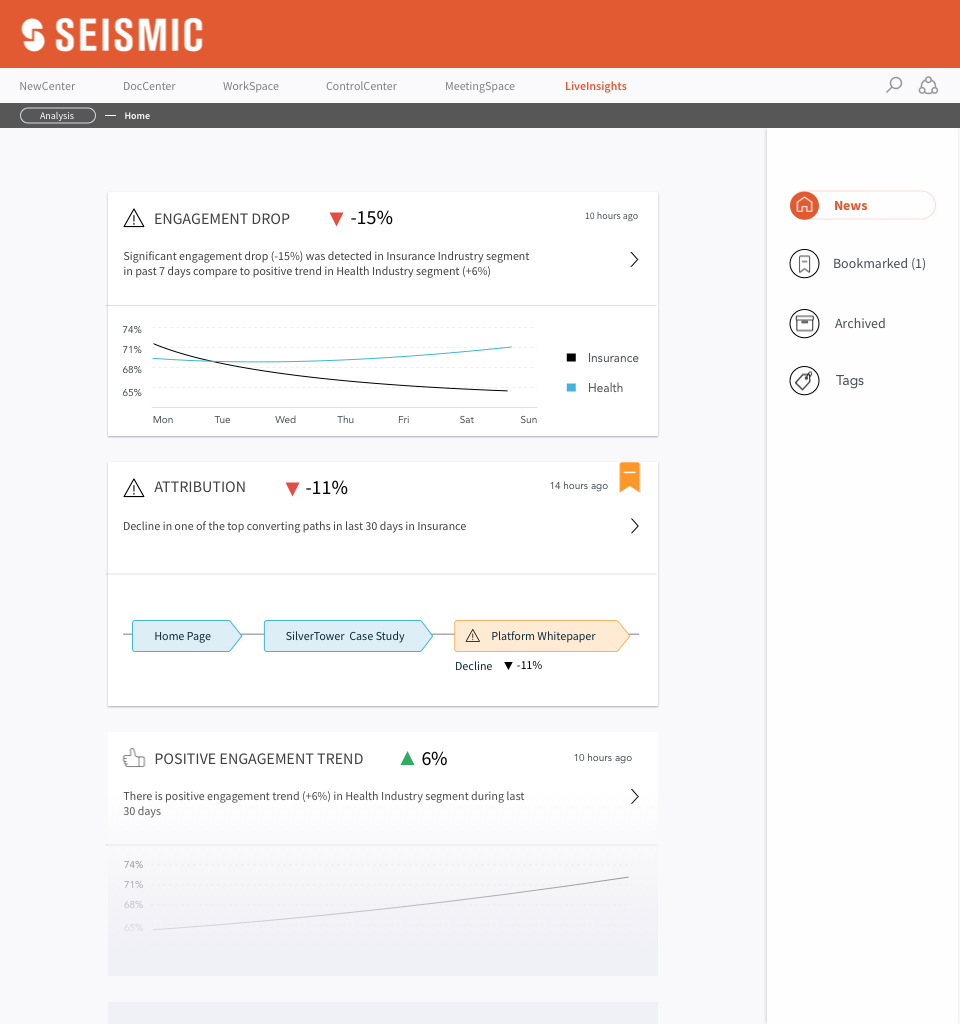 SEISMIC
NewCenter DocCenter WorkSpace ControlCenter MeetingSpace LiveInsights
Analysis — Home
ENGAGEMENT DROP ▼ -15% 10 hours ago
Significant engagement drop (-15%) was detected in Insurance Indrustry segment
in past 7 days compare to positive trend in Health Industry segment (+6%)
74%
71%
68%
65%
Mon Tue Wed Thu Fri Sat Sun
Insurance
Health
ATTRIBUTION ▼ -11% 14 hours ago
Decline in one of the top converting paths in last 30 days in Insurance
Home Page SilverTower Case Study Platform Whitepaper
Decline ▼ -11%
POSITIVE ENGAGEMENT TREND ▲ 6% 10 hours ago
There is positive engagement trend (+6%) in Health Industry segment during last
30 days
74%
71%
68%
65%
News
Bookmarked (1)
Archived
Tags